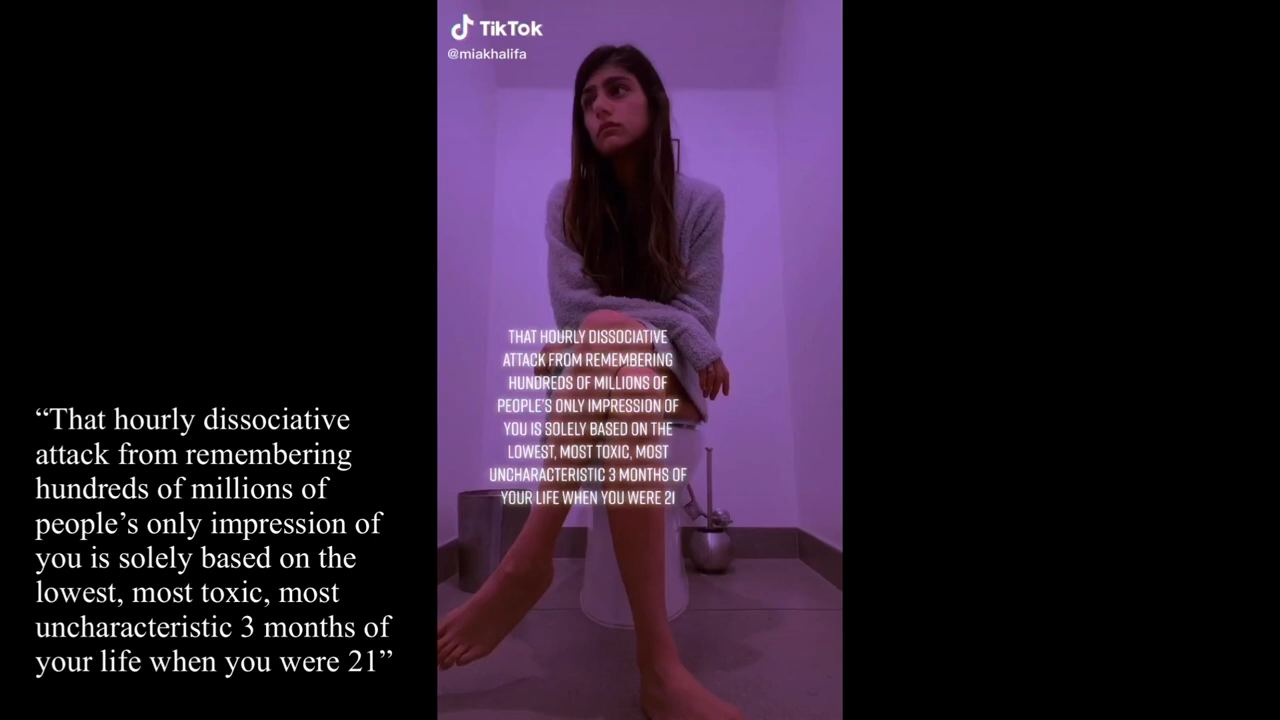 TikTok
@miakhalifa
THAT HOURLY DISSOCIATIVE
ATTACK FROM REMEMBERING
HUNDREDS OF MILLIONS OF
PEOPLE'S ONLY IMPRESSION OF
YOU IS SOLELY BASED ON THE
LOWEST, MOST TOXIC, MOST
UNCHARACTERISTIC 3 MONTHS OF
YOUR LIFE WHEN YOU WERE 21
“That hourly dissociative
attack from remembering
hundreds of millions of
people’s only impression of
you is solely based on the
lowest, most toxic, most
uncharacteristic 3 months of
your life when you were 21”